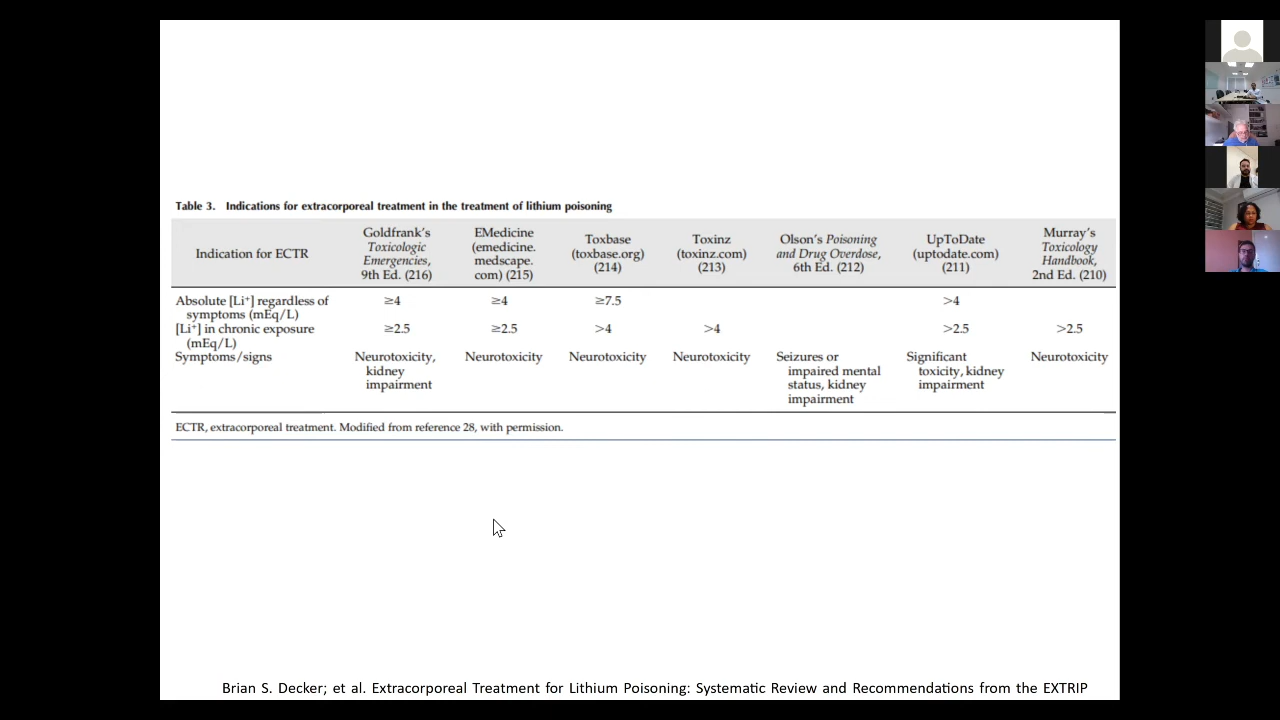 Table 3. Indications for extracorporeal treatment in the treatment of lithium poisoning
Indication for ECTR
Goldfrank's
Toxicologic
Emergencies,
9th Ed. (216)
EMedicine
(emedicine.
medscape.
com) (215)
Toxbase
(toxbase.org)
(214)
Toxinz
(toxinz.com)
(213)
Olson's Poisoning
and Drug Overdose,
6th Ed. (212)
UpToDate
(uptodate.com)
(211)
Murray's
Toxicology
Handbook,
2nd Ed. (210)
Absolute [Li⁺] regardless of ≥4 ≥4 ≥7.5 >4
symptoms (mEq/L)
[Li⁺] in chronic exposure ≥2.5 ≥2.5 >4 >4 >2.5 >2.5
(mEq/L)
Symptoms/signs
Neurotoxicity,
kidney
impairment
Neurotoxicity
Neurotoxicity
Neurotoxicity
Seizures or
impaired mental
status, kidney
impairment
Significant
toxicity, kidney
impairment
Neurotoxicity
ECTR, extracorporeal treatment. Modified from reference 28, with permission.
Brian S. Decker; et al. Extracorporeal Treatment for Lithium Poisoning: Systematic Review and Recommendations from the EXTRIP